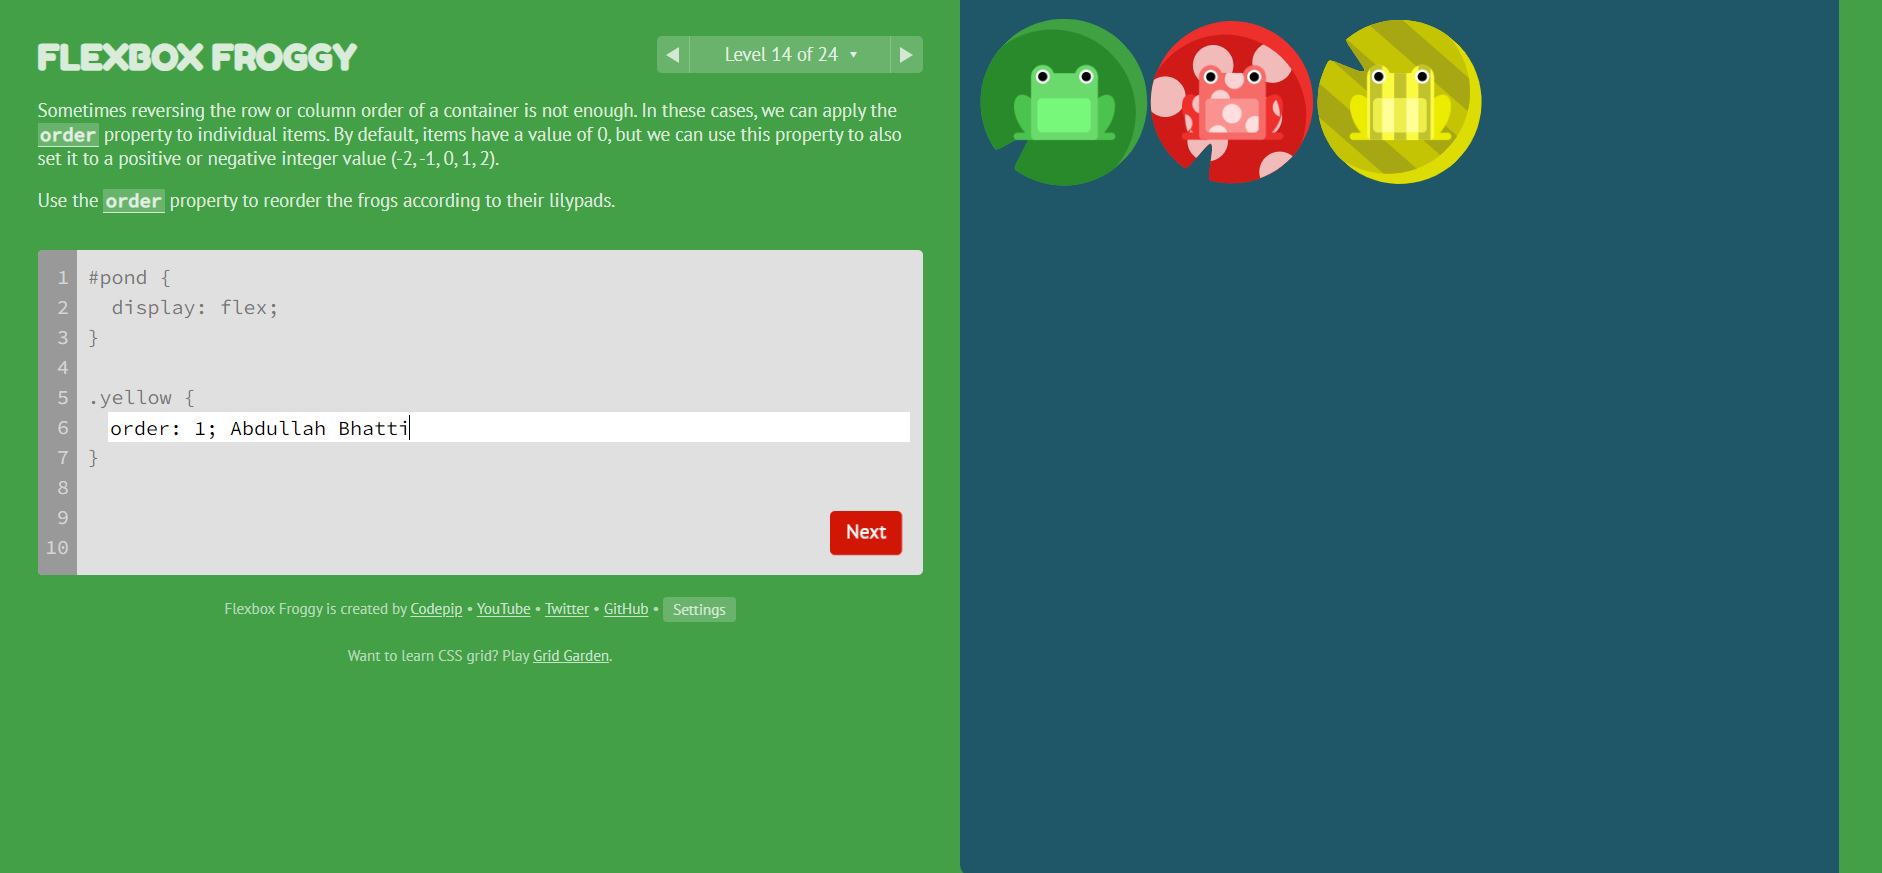 FLEXBOX FROGGY
Level 14 of 24
Sometimes reversing the row or column order of a container is not enough. In these cases, we can apply the
order property to individual items. By default, items have a value of 0, but we can use this property to also
set it to a positive or negative integer value (-2, -1, 0, 1, 2).
Use the order property to reorder the frogs according to their lilypads.
1 #pond {
2   display: flex;
3 }
4
5 .yellow {
6   order: 1; Abdullah Bhatti
7 }
8
9
10
Next
Flexbox Froggy is created by Codepip • YouTube • Twitter • GitHub • Settings
Want to learn CSS grid? Play Grid Garden.